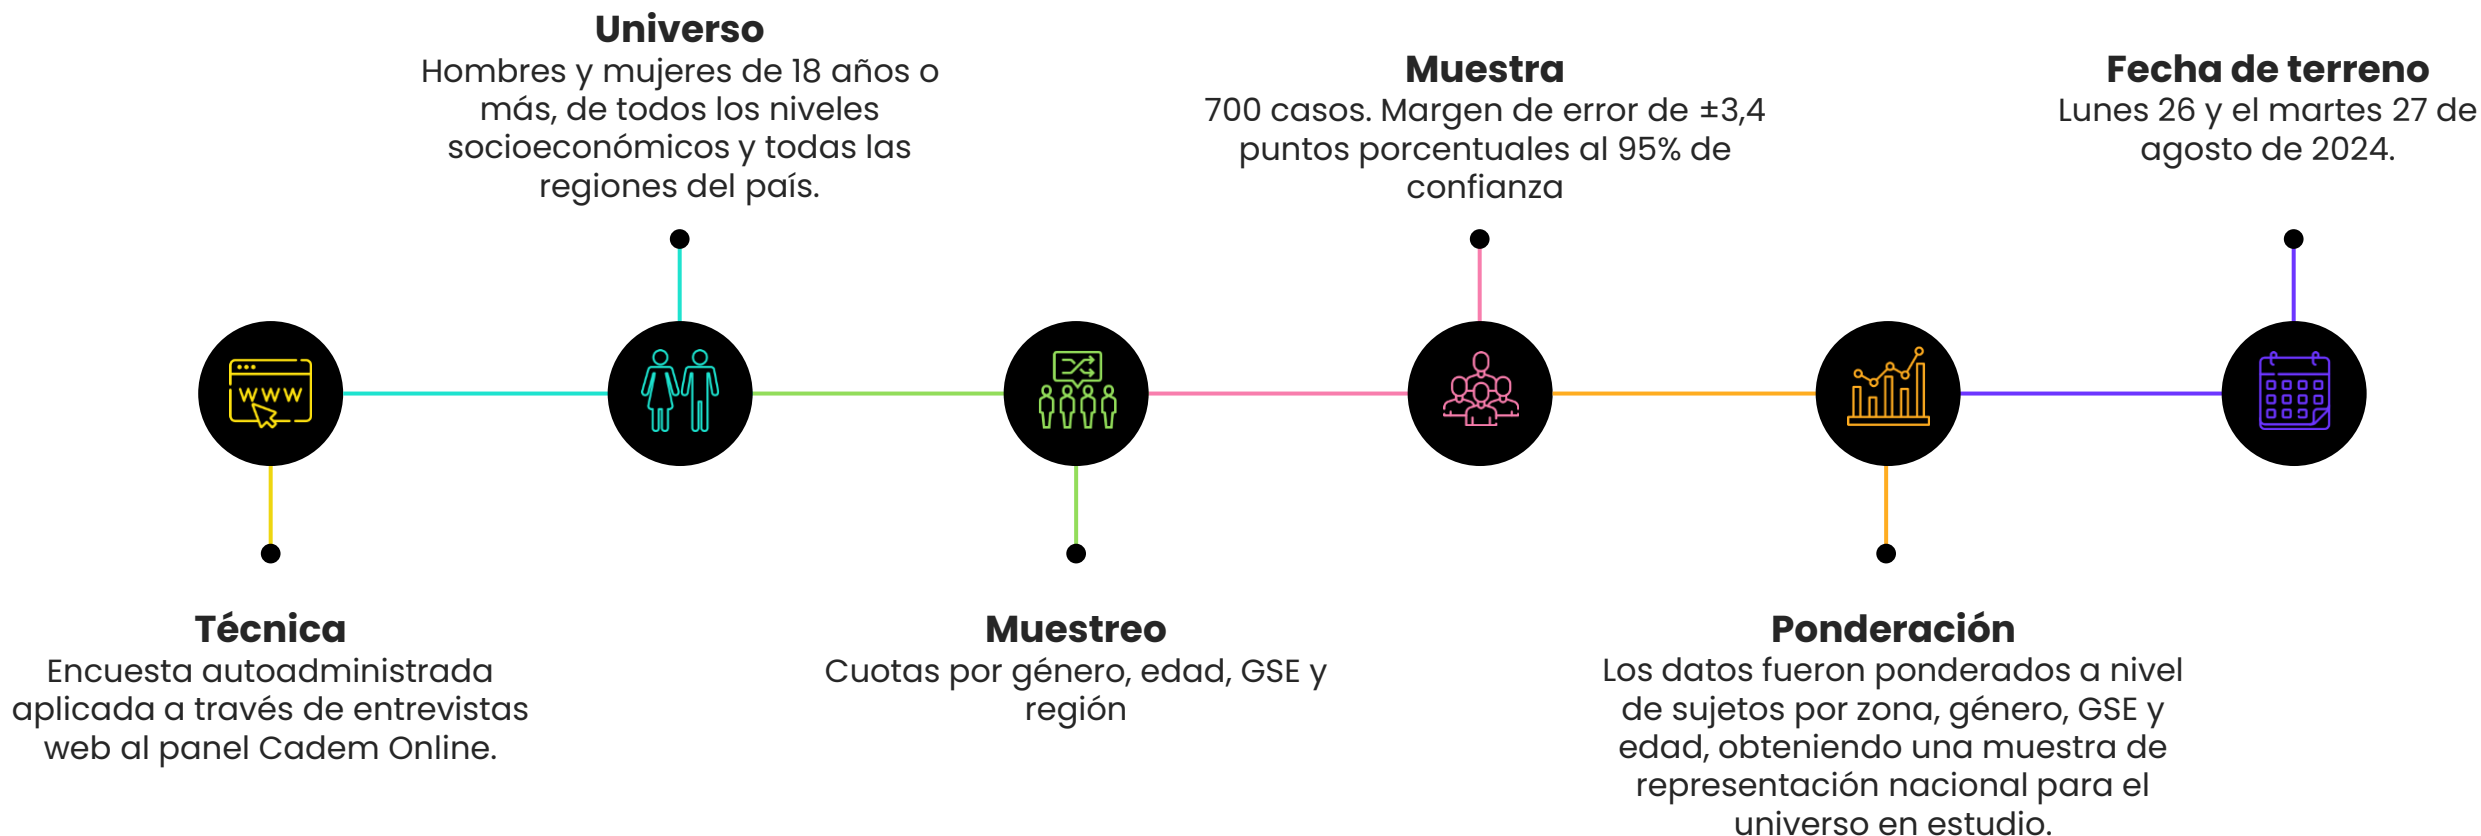 Universo
Hombres y mujeres de 18 años o
más, de todos los niveles
socioeconómicos y todas las
regiones del país.
Muestra
700 casos. Margen de error de ±3,4
puntos porcentuales al 95% de
confianza
Fecha de terreno
Lunes 26 y el martes 27 de
agosto de 2024.
WWW
Técnica
Encuesta autoadministrada
aplicada a través de entrevistas
web al panel Cadem Online.
Muestreo
Cuotas por género, edad, GSE y
región
Ponderación
Los datos fueron ponderados a nivel
de sujetos por zona, género, GSE y
edad, obteniendo una muestra de
representación nacional para el
universo en estudio.